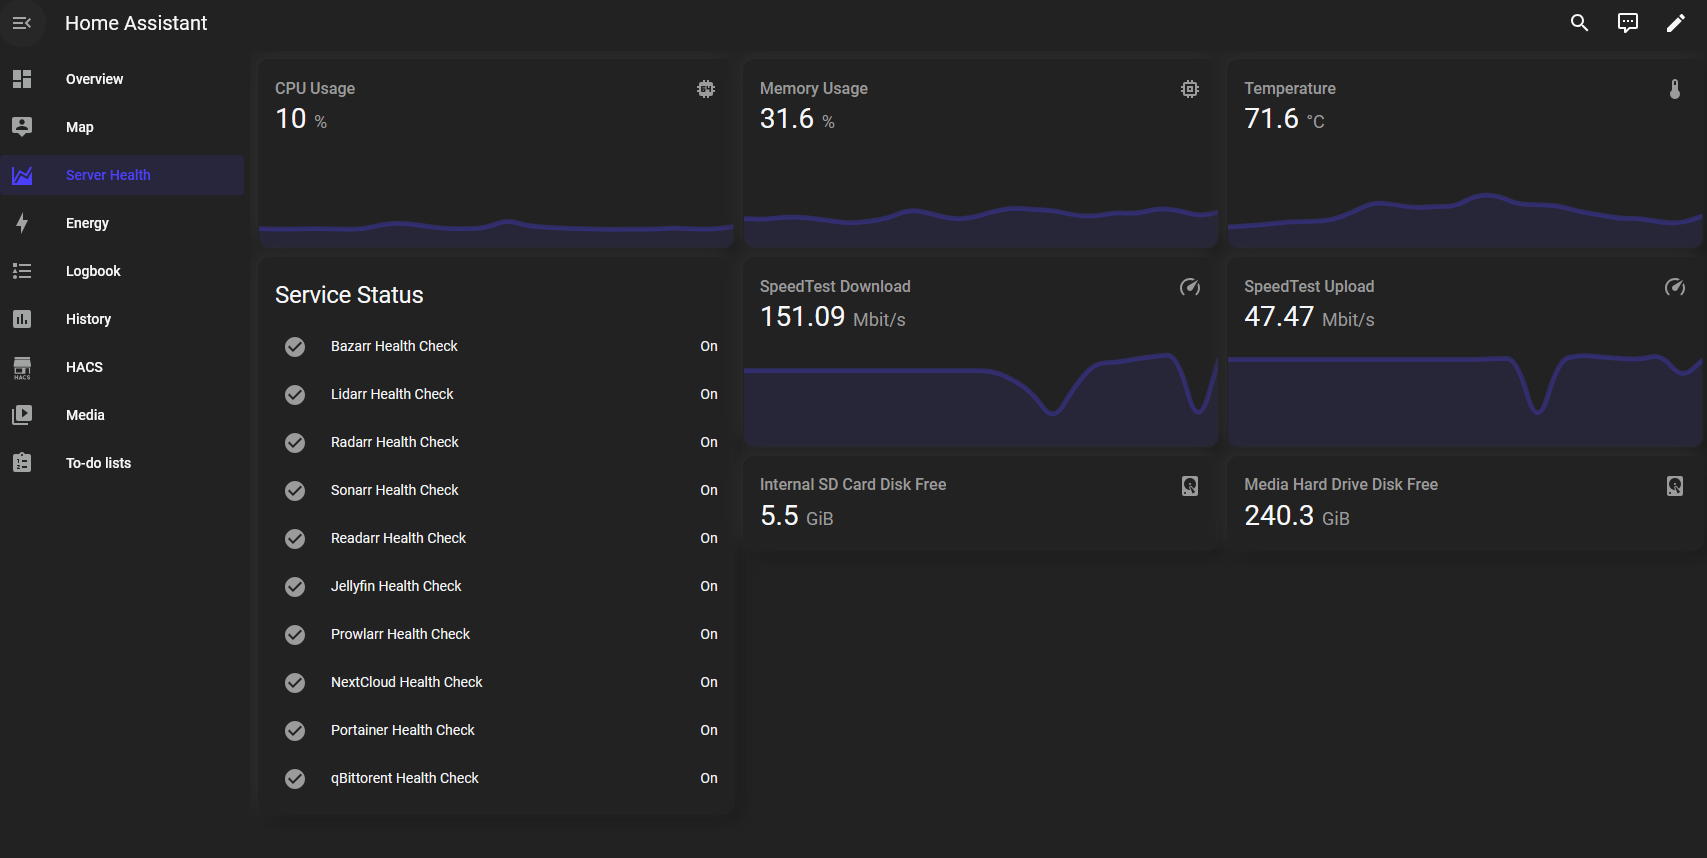 Home Assistant
Overview
Map
Server Health
Energy
Logbook
History
HACS
HACS
Media
To-do lists
CPU Usage
64
10 %
Memory Usage
31.6 %
Temperature
71.6 °C
Service Status
Bazarr Health Check On
Lidarr Health Check On
Radarr Health Check On
Sonarr Health Check On
Readarr Health Check On
Jellyfin Health Check On
Prowlarr Health Check On
NextCloud Health Check On
Portainer Health Check On
qBittorent Health Check On
SpeedTest Download
151.09 Mbit/s
SpeedTest Upload
47.47 Mbit/s
Internal SD Card Disk Free
5.5 GiB
Media Hard Drive Disk Free
240.3 GiB